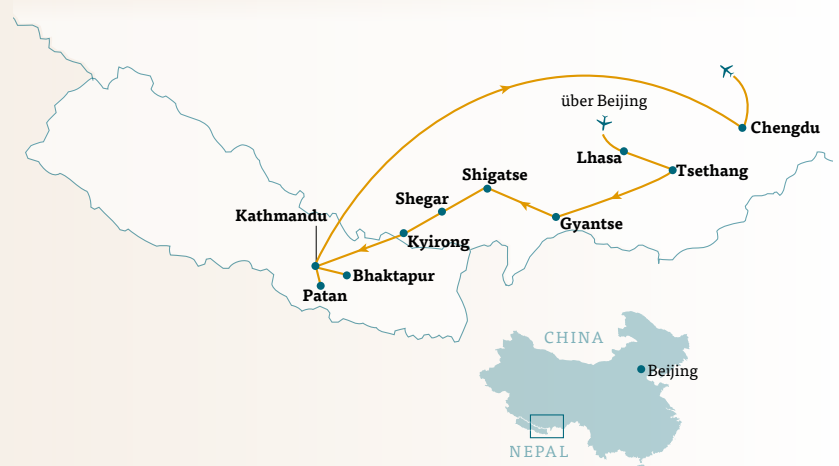 über Beijing
Chengdu
Lhasa
Tsethang
Shigatse
Shegar
Kathmandu
Gyantse
Kyirong
Bhaktapur
Patan
CHINA
Beijing
NEPAL